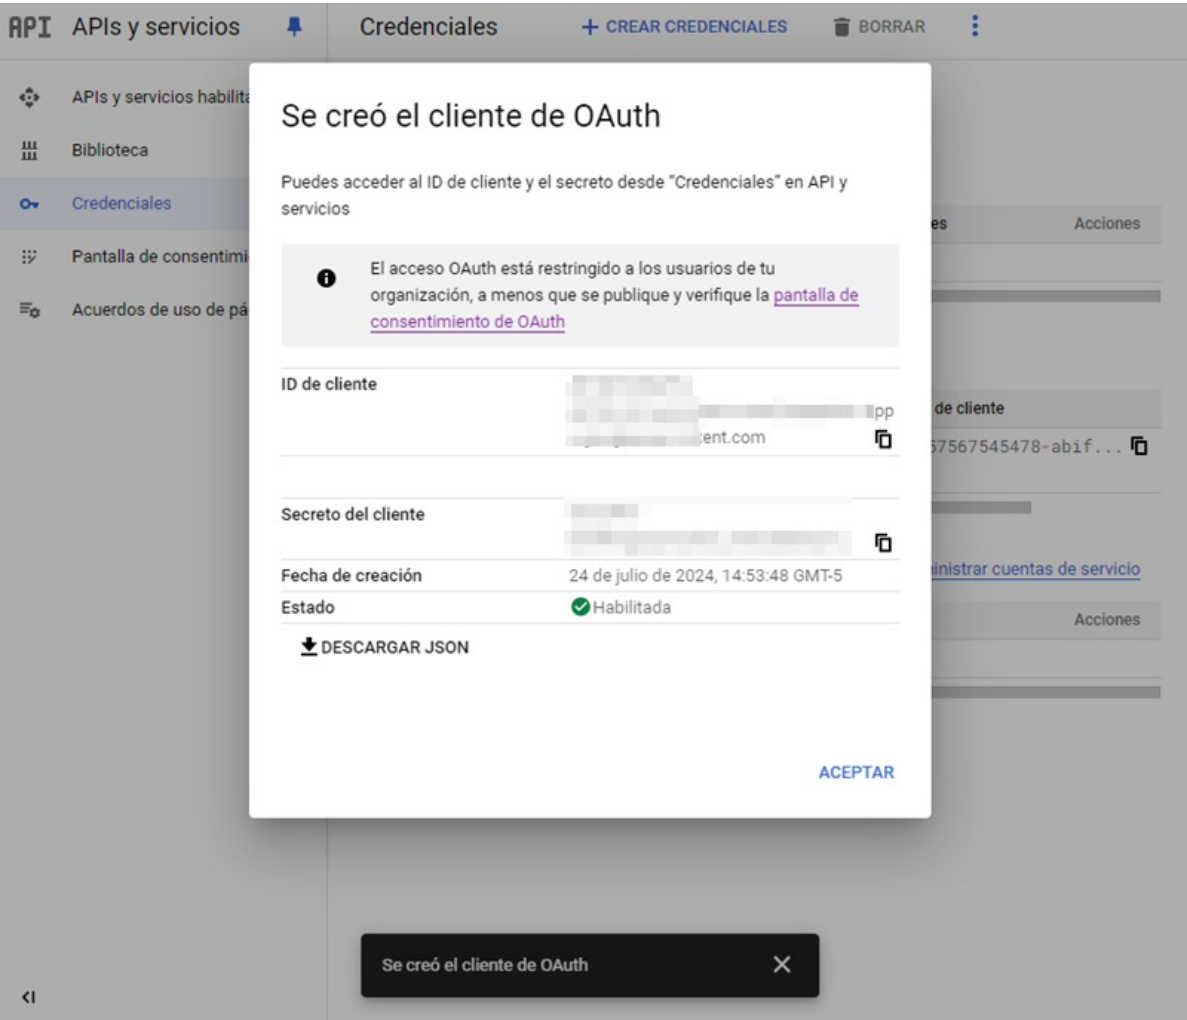 API APIs y servicios
Credenciales
+ CREAR CREDENCIALES
BORRAR
APIs y servicios
Biblioteca
Credenciales
Pantalla de
Acuerdos de uso de
Se creó el cliente de OAuth
Puedes acceder al ID de cliente y el secreto desde “Credenciales” en API y
servicios
El acceso OAuth está restringido a los usuarios de tu
organización, a menos que se publique y verifique la pantalla de
consentimiento de OAuth
ID de cliente
pp
ent.com
Secreto del cliente
Fecha de creación
24 de julio de 2024, 14:53:48 GMT-5
Estado
Habilitada
DESCARGAR JSON
ACEPTAR
es
Acciones
de cliente
57567545478-abif...
cuentas de servicio
Acciones
Se creó el cliente de OAuth